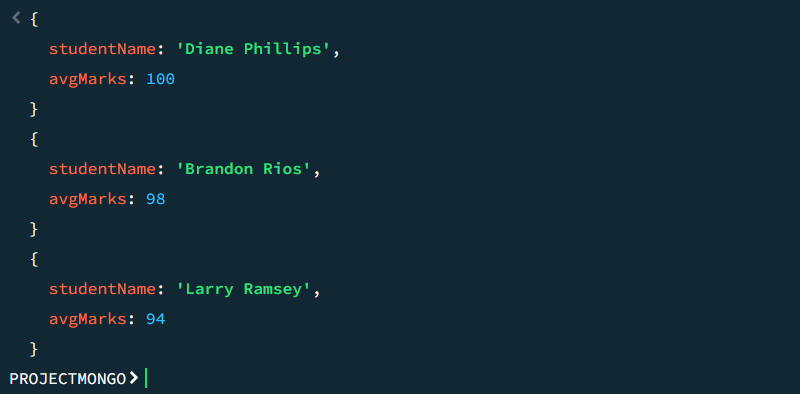 {
studentName: 'Diane Phillips',
avgMarks: 100
}
{
studentName: 'Brandon Rios',
avgMarks: 98
}
{
studentName: 'Larry Ramsey',
avgMarks: 94
}
PROJECTMONGO>